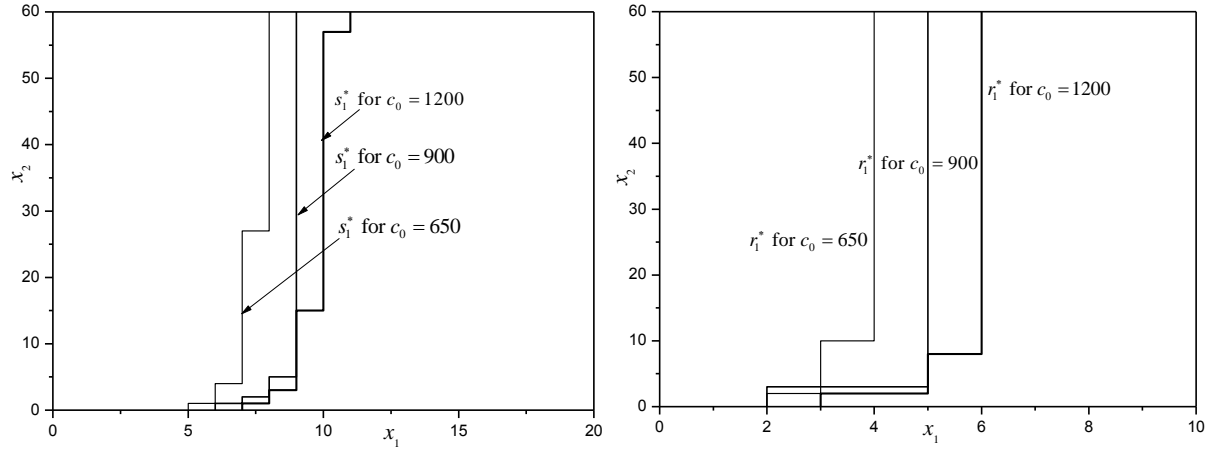 60
50
s₁* for c₀ = 1200
40
s₁* for c₀ = 900
x₂
30
s₁* for c₀ = 650
20
10
0
0 5 10 15 20
x₁
60
50
r₁* for c₀ = 1200
40
r₁* for c₀ = 900
x₂
30
r₁* for c₀ = 650
20
10
0
0 2 4 6 8 10
x₁